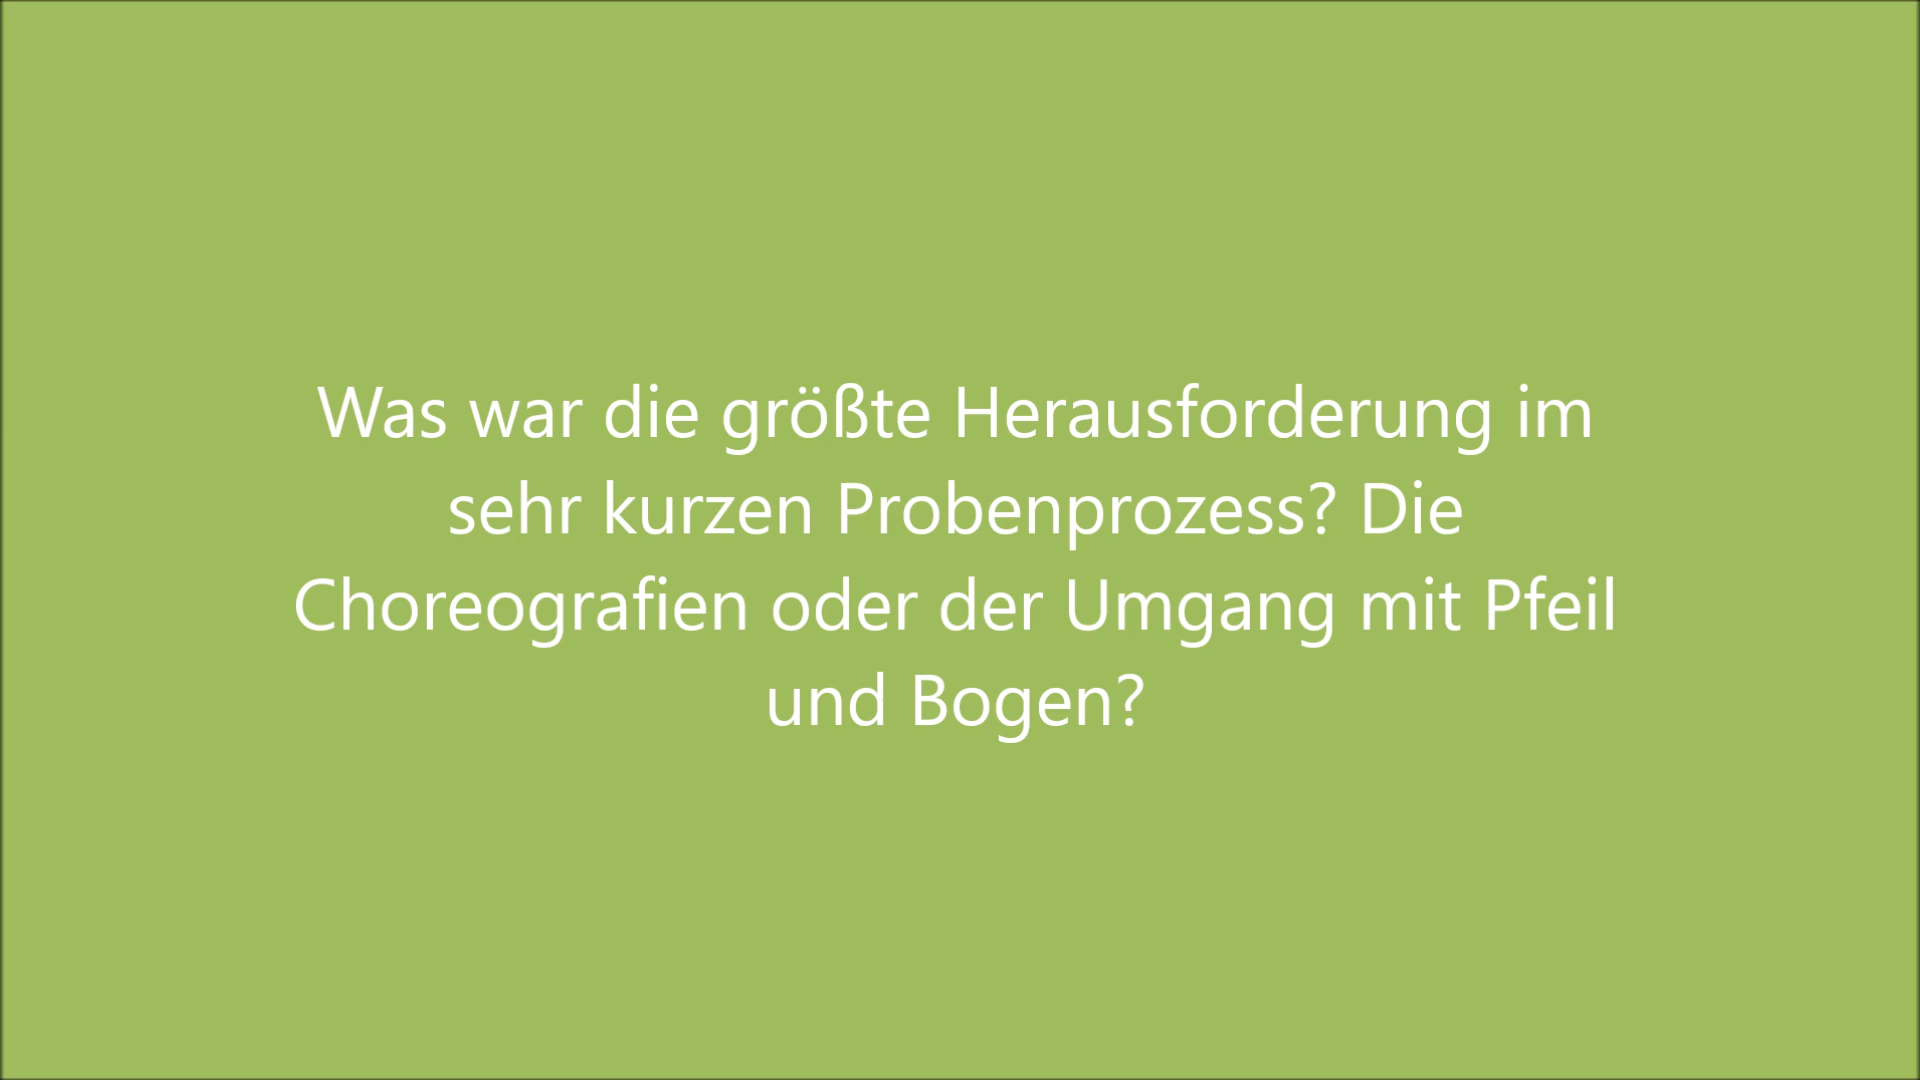 Was war die größte Herausforderung im
sehr kurzen Probenprozess? Die
Choreografien oder der Umgang mit Pfeil
und Bogen?